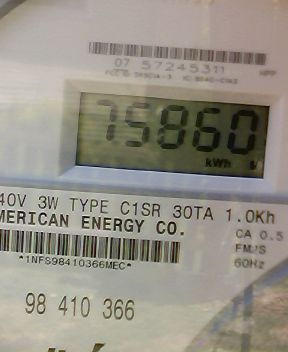 07 57245311
75860
kWh
40V 3W TYPE C1SR 30TA 1.0Kh
MERICAN ENERGY CO.
CA 0.5
*1NFS98410366MEC*
60Hz
98 410 366